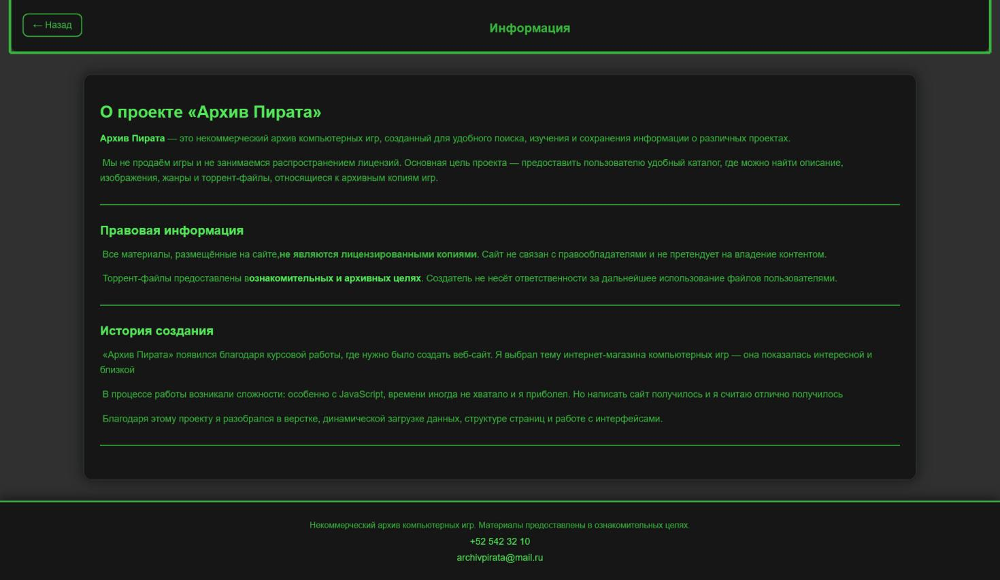 ← Назад
Информация
О проекте «Архив Пирата»
Архив Пирата — это некоммерческий архив компьютерных игр, созданный для удобного поиска, изучения и сохранения информации о различных проектах.
Мы не продаём игры и не занимаемся распространением лицензий. Основная цель проекта — предоставить пользователю удобный каталог, где можно найти описание,
изображения, жанры и торрент-файлы, относящиеся к архивным копиям игр.
Правовая информация
Все материалы, размещённые на сайте,не являются лицензированными копиями. Сайт не связан с правообладателями и не претендует на владение контентом.
Торрент-файлы предоставлены вознакомительных и архивных целях. Создатель не несёт ответственности за дальнейшее использование файлов пользователями.
История создания
«Архив Пирата» появился благодаря курсовой работы, где нужно было создать веб-сайт. Я выбрал тему интернет-магазина компьютерных игр — она показалась интересной и
близкой
В процессе работы возникали сложности: особенно с JavaScript, времени иногда не хватало и я приболел. Но написать сайт получилось и я считаю отлично получилось
Благодаря этому проекту я разобрался в верстке, динамической загрузке данных, структуре страниц и работе с интерфейсами.
Некоммерческий архив компьютерных игр. Материалы предоставлены в ознакомительных целях.
+52 542 32 10
archivpirata@mail.ru